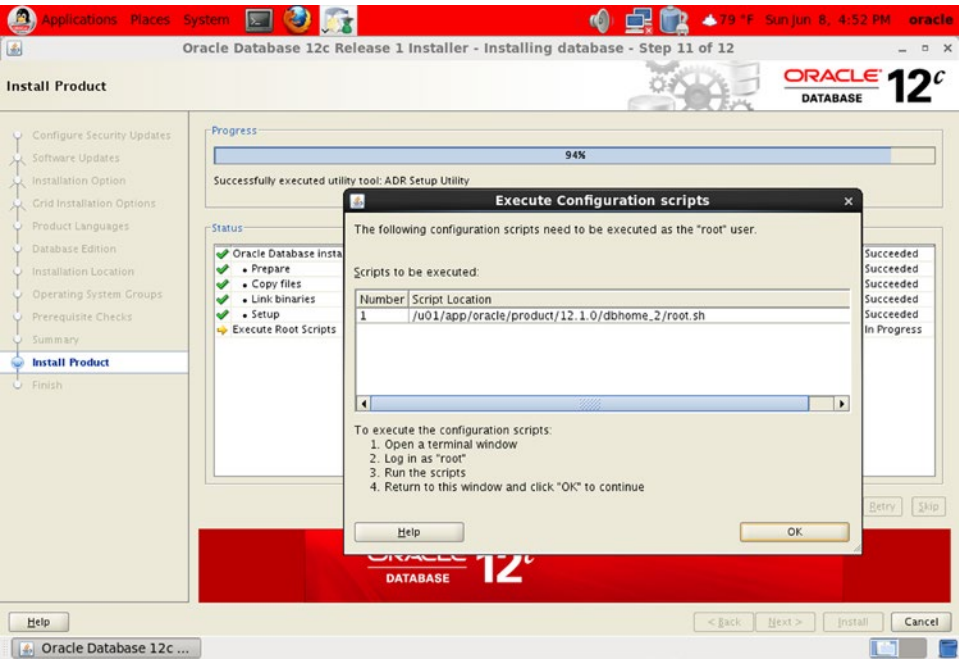 Applications Places System 79 °F Sun Jun 8, 4:52 PM oracle
Oracle Database 12c Release 1 Installer - Installing database - Step 11 of 12
Install Product
ORACLE
DATABASE
12c
Configure Security Updates
Software Updates
Installation Option
Grid Installation Options
Product Languages
Database Edition
Installation Location
Operating System Groups
Prerequisite Checks
Summary
Install Product
Finish
Progress
94%
Successfully executed utility tool: ADR Setup Utility
Status
Oracle Database insta Succeeded
• Prepare Succeeded
• Copy files Succeeded
• Link binaries Succeeded
• Setup Succeeded
Execute Root Scripts In Progress
Execute Configuration scripts
The following configuration scripts need to be executed as the "root" user.
Scripts to be executed:
Number Script Location
1 /u01/app/oracle/product/12.1.0/dbhome_2/root.sh
To execute the configuration scripts:
1. Open a terminal window
2. Log in as "root"
3. Run the scripts
4. Return to this window and click "OK" to continue
Help OK
Retry Skip
ORACLE
DATABASE
12c
Help < Back Next > Install Cancel
Oracle Database 12c ...